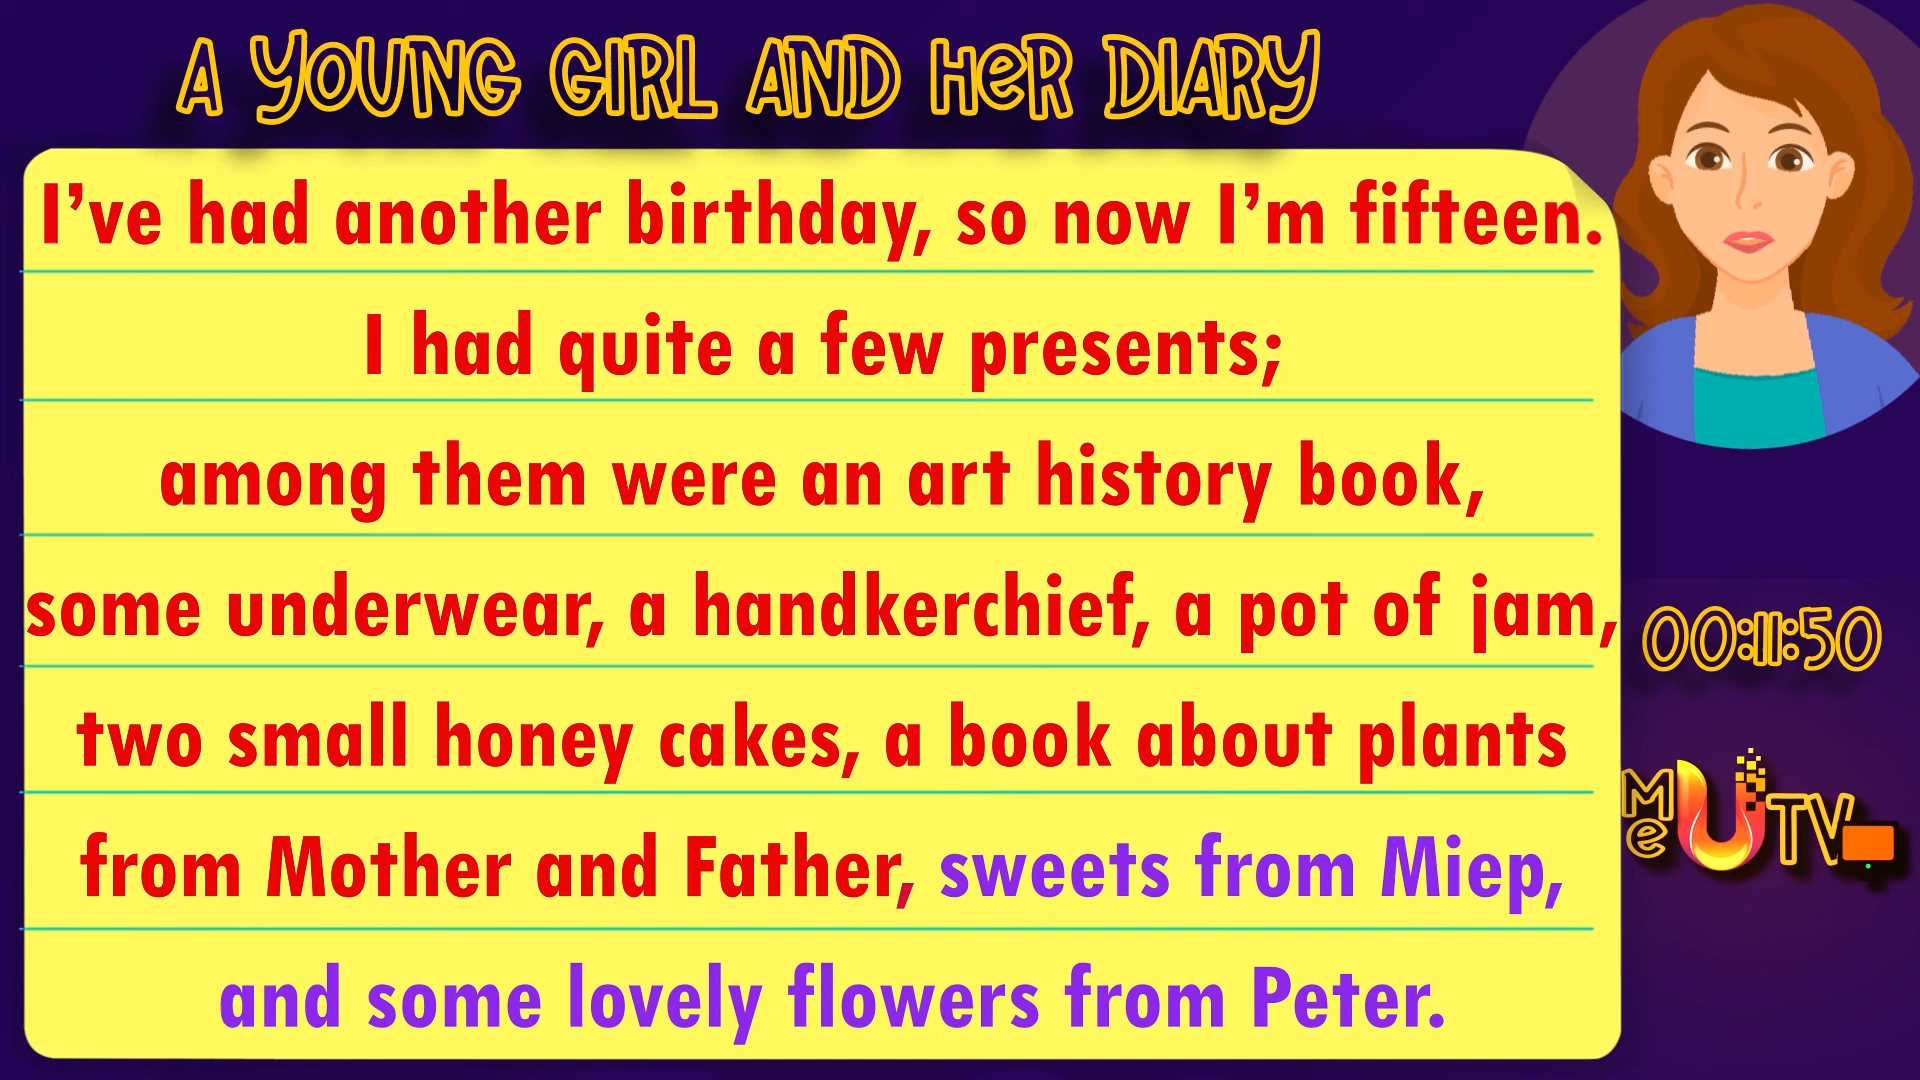 A YOUNG GIRL AND HER DIARY
I've had another birthday, so now I'm fifteen.
I had quite a few presents;
among them were an art history book,
some underwear, a handkerchief, a pot of jam,
two small honey cakes, a book about plants
from Mother and Father, sweets from Miep,
and some lovely flowers from Peter.
00:11:50
Me U TV